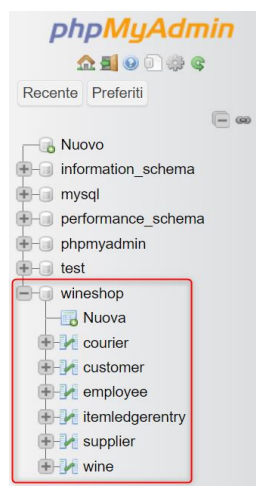 phpMyAdmin
Recente Preferiti
Nuovo
information_schema
mysql
performance_schema
phpmyadmin
test
wineshop
Nuova
courier
customer
employee
itemledgerentry
supplier
wine